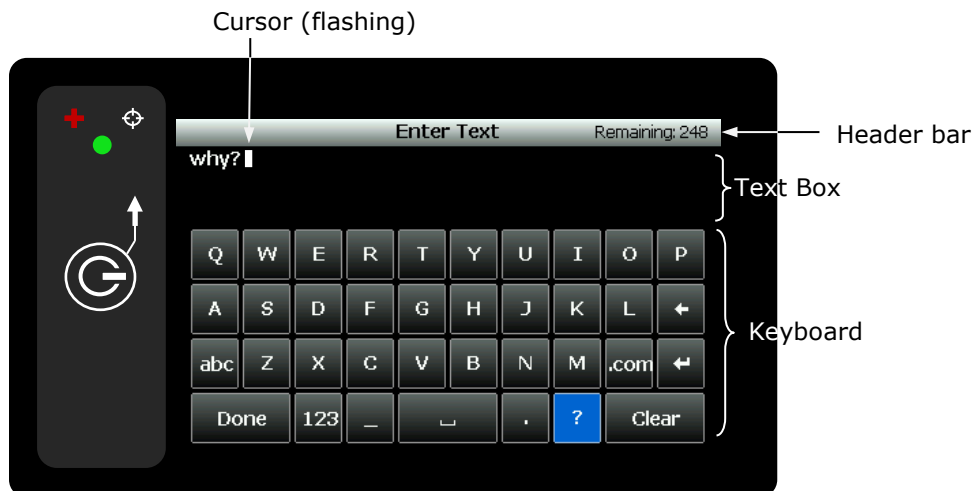 Cursor (flashing)
Enter Text Remaining: 248
Header bar
why?
Text Box
Q W E R T Y U I O P
A S D F G H J K L
Keyboard
abc Z X C V B N M .com
Done 123 _ . ? Clear